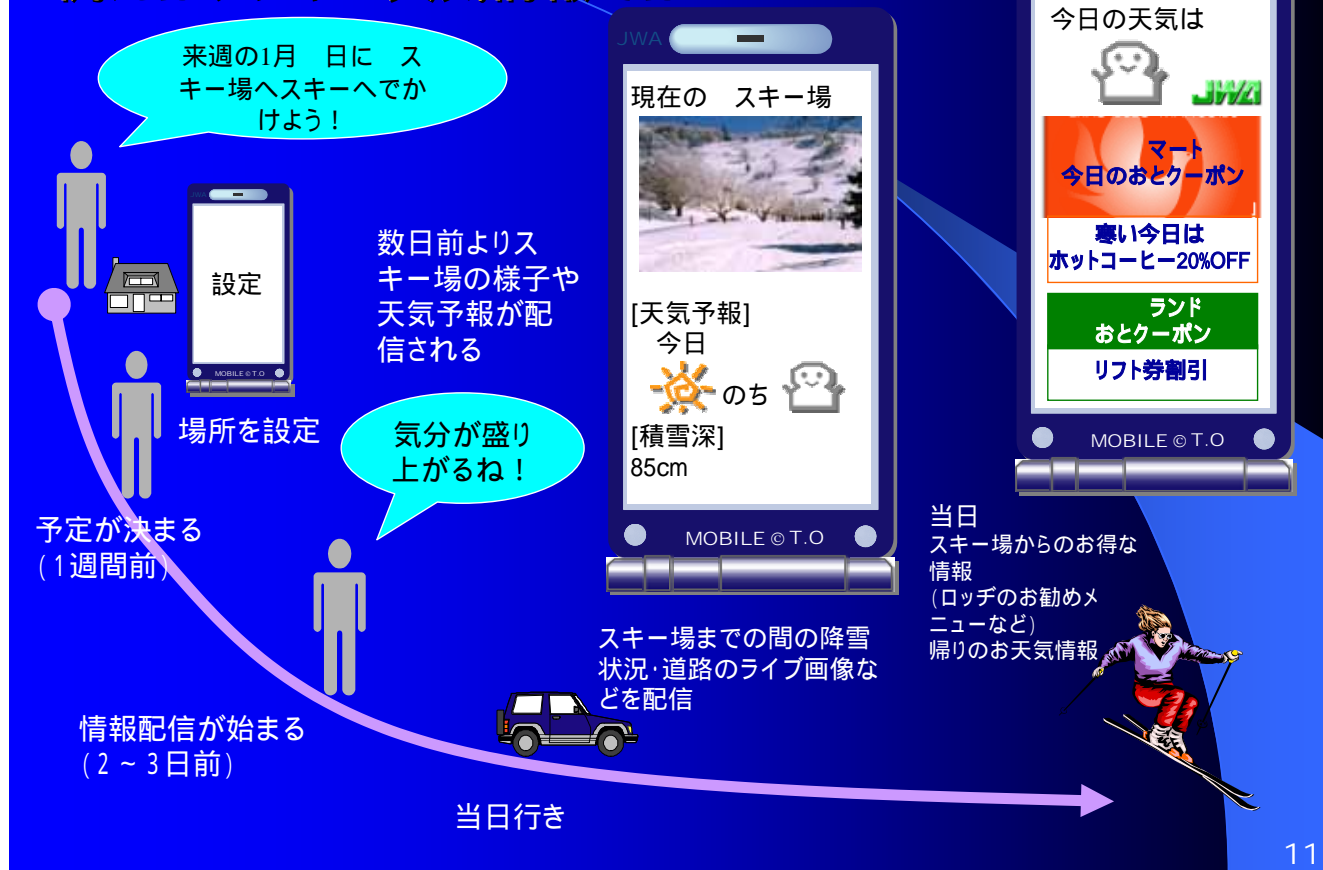 来週の1月　日に　ス
キー場へスキーへでか
けよう！
JWA
設定
MOBILE © T.O
場所を設定
予定が決まる
(1週間前)
数日前よりス
キー場の様子や
天気予報が配
信される
気分が盛り
上がるね！
情報配信が始まる
(2～3日前)
JWA
現在の　スキー場
[天気予報]
今日
のち
[積雪深]
85cm
MOBILE © T.O
スキー場までの間の降雪
状況・道路のライブ画像な
どを配信
当日行き
今日の天気は
JWA
マート
今日のおとクーポン
寒い今日は
ホットコーヒー20%OFF
ランド
おとクーポン
リフト券割引
MOBILE © T.O
当日
スキー場からのお得な
情報
(ロッヂのお勧めメ
ニューなど)
帰りのお天気情報
11